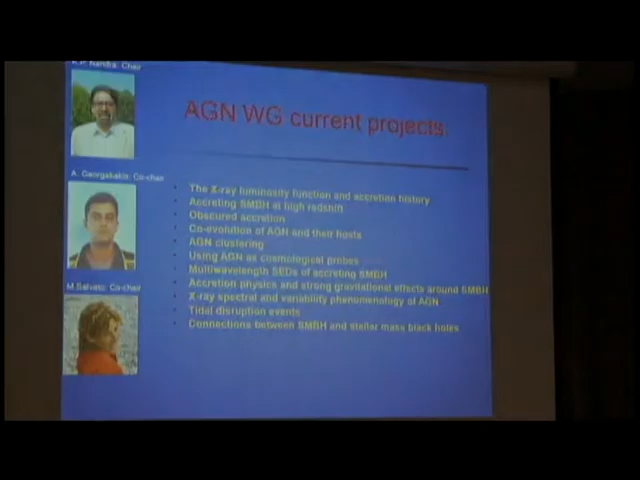 K.P. Nandra: Chair
AGN WG current projects:
A. Georgakakis: Co-chair
M.Salvato: Co-chair
The X-ray luminosity function and accretion history
Accreting SMBH at high redshift
Obscured accretion
Co-evolution of AGN and their hosts
AGN clustering
Using AGN as cosmological probes
Multiwavelength SEDs of accreting SMBH
Accretion physics and strong gravitational effects around SMBH
X-ray spectral and variability phenomenology of AGN
Tidal disruption events
Connections between SMBH and stellar mass black holes